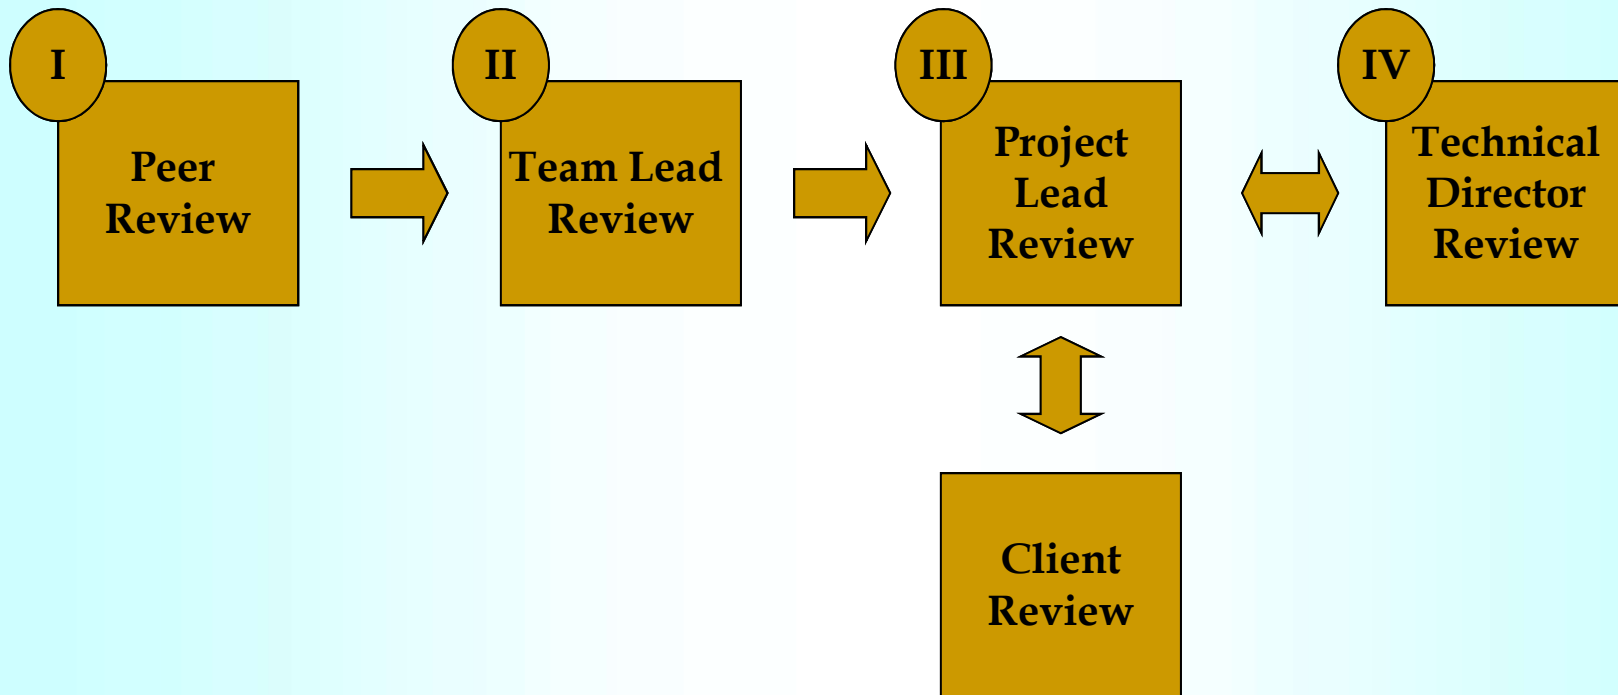 I
Peer
Review
II
Team Lead
Review
III
Project
Lead
Review
IV
Technical
Director
Review
Client
Review